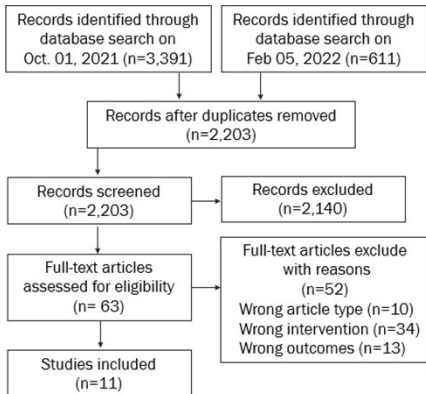 Records identified through
database search on
Oct. 01, 2021 (n=3,391)
Records identified through
database search on
Feb 05, 2022 (n=611)
Records after duplicates removed
(n=2,203)
Records screened
(n=2,203)
Records excluded
(n=2,140)
Full-text articles
assessed for eligibility
(n= 63)
Full-text articles exclude
with reasons
(n=52)
Wrong article type (n=10)
Wrong intervention (n=34)
Wrong outcomes (n=13)
Studies included
(n=11)